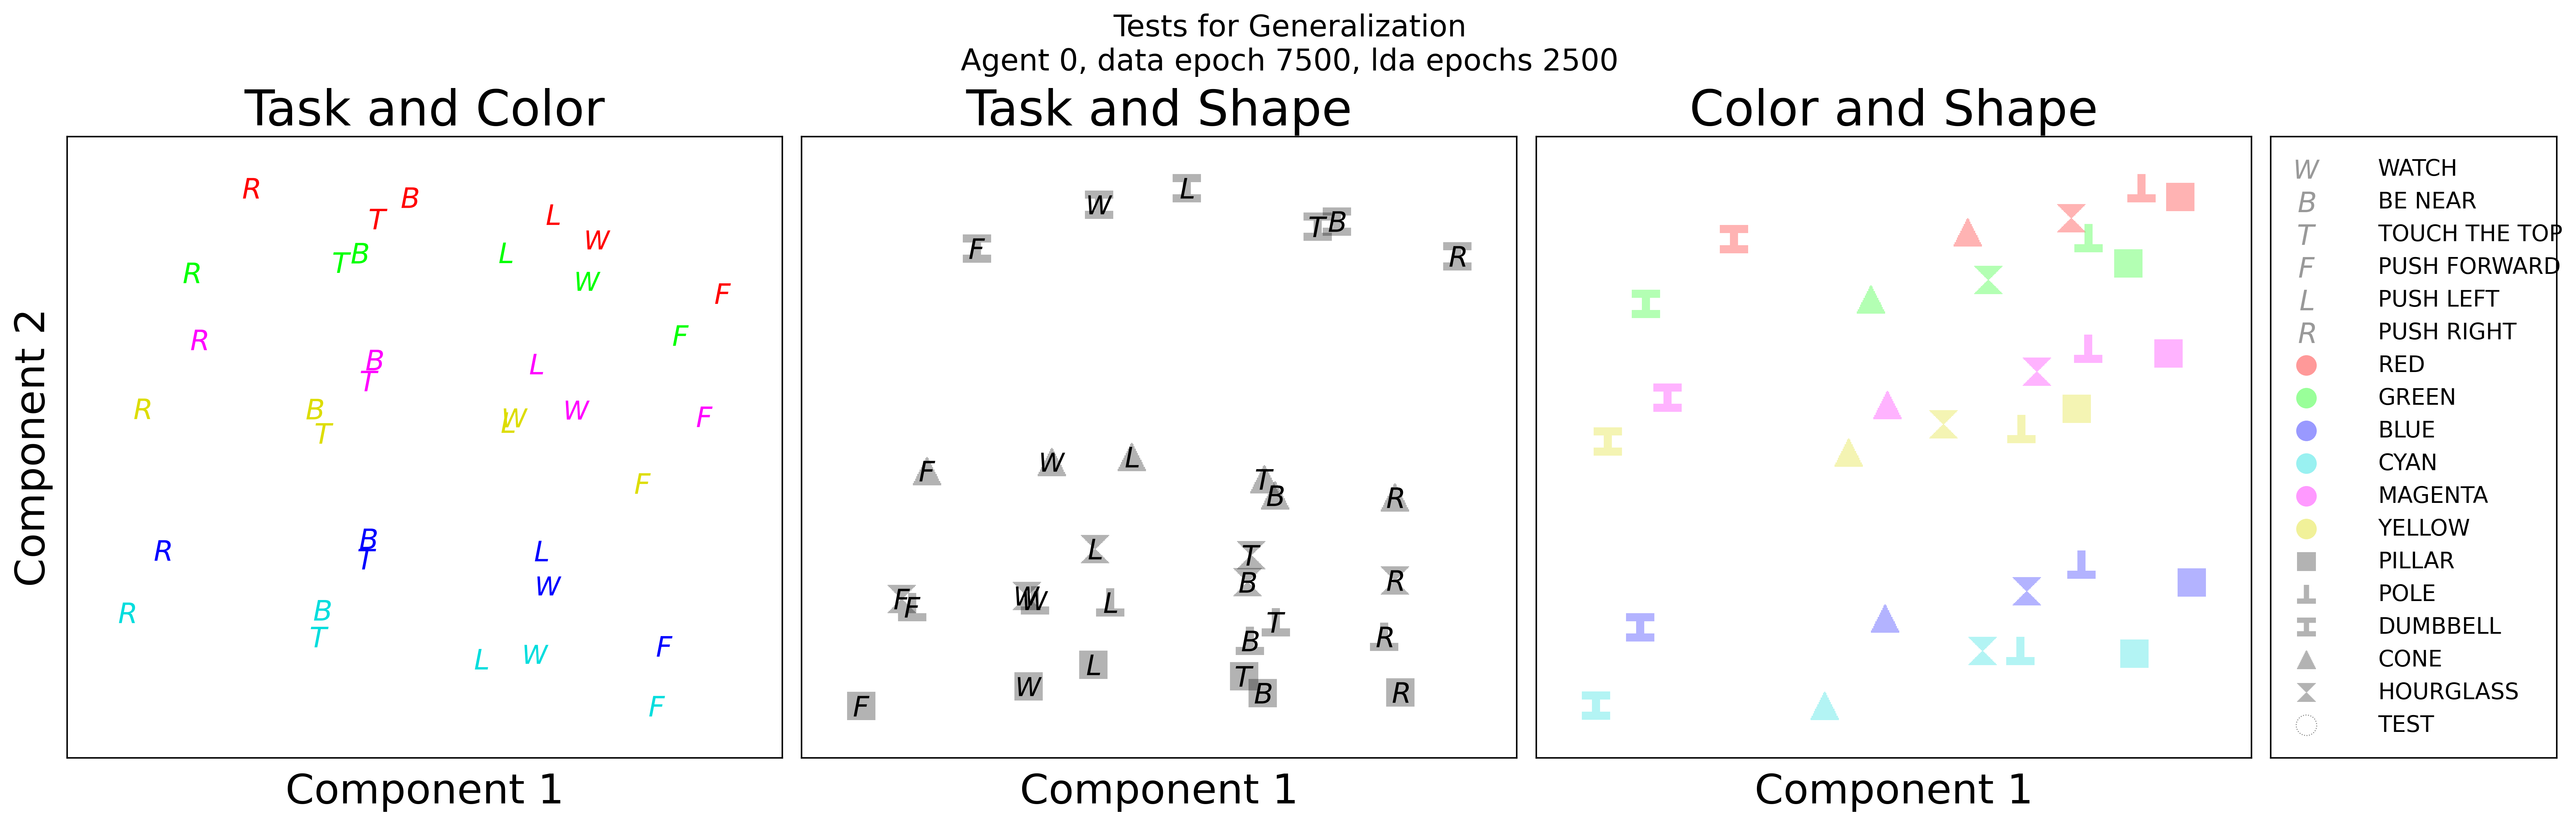 Tests for Generalization
Agent 0, data epoch 7500, lda epochs 2500
Task and Color
Task and Shape
Color and Shape
Component 2
R
B
T
L
W
B
T
L
R
W
F
F
R
B
L
T
R
B
W
L
W
F
T
F
B
R
L
T
W
B
R
T
F
W
L
F
L
W
B
T
F
R
L
W
F
T
B
R
L
T
R
B
W
W
F
F
L
T
R
B
L
T
W
R
B
F
Component 1
Component 1
Component 1
W WATCH
B BE NEAR
T TOUCH THE TOP
F PUSH FORWARD
L PUSH LEFT
R PUSH RIGHT
RED
GREEN
BLUE
CYAN
MAGENTA
YELLOW
PILLAR
POLE
DUMBBELL
CONE
HOURGLASS
TEST